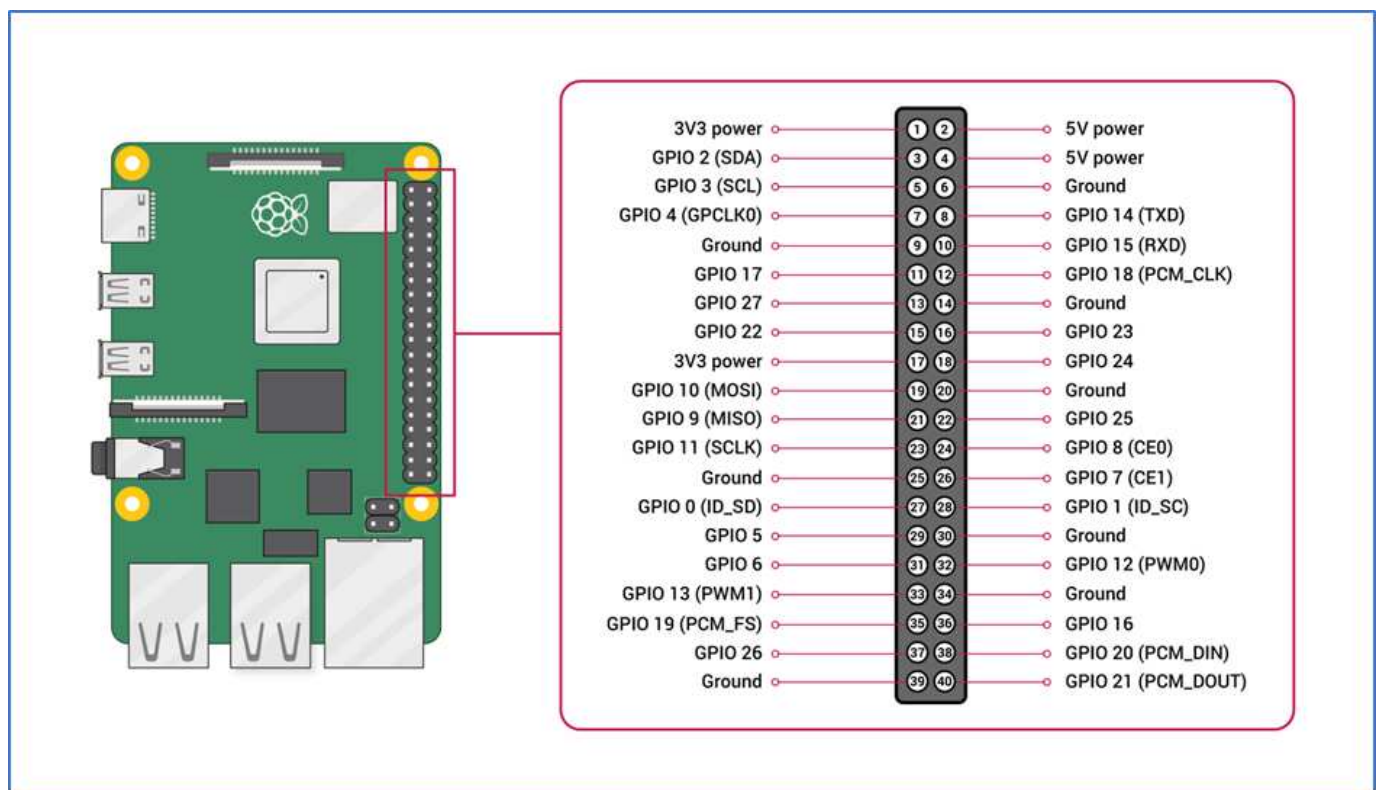 3V3 power 1 2 5V power
GPIO 2 (SDA) 3 4 5V power
GPIO 3 (SCL) 5 6 Ground
GPIO 4 (GPCLK0) 7 8 GPIO 14 (TXD)
Ground 9 10 GPIO 15 (RXD)
GPIO 17 11 12 GPIO 18 (PCM_CLK)
GPIO 27 13 14 Ground
GPIO 22 15 16 GPIO 23
3V3 power 17 18 GPIO 24
GPIO 10 (MOSI) 19 20 Ground
GPIO 9 (MISO) 21 22 GPIO 25
GPIO 11 (SCLK) 23 24 GPIO 8 (CE0)
Ground 25 26 GPIO 7 (CE1)
GPIO 0 (ID_SD) 27 28 GPIO 1 (ID_SC)
GPIO 5 29 30 Ground
GPIO 6 31 32 GPIO 12 (PWM0)
GPIO 13 (PWM1) 33 34 Ground
GPIO 19 (PCM_FS) 35 36 GPIO 16
GPIO 26 37 38 GPIO 20 (PCM_DIN)
Ground 39 40 GPIO 21 (PCM_DOUT)